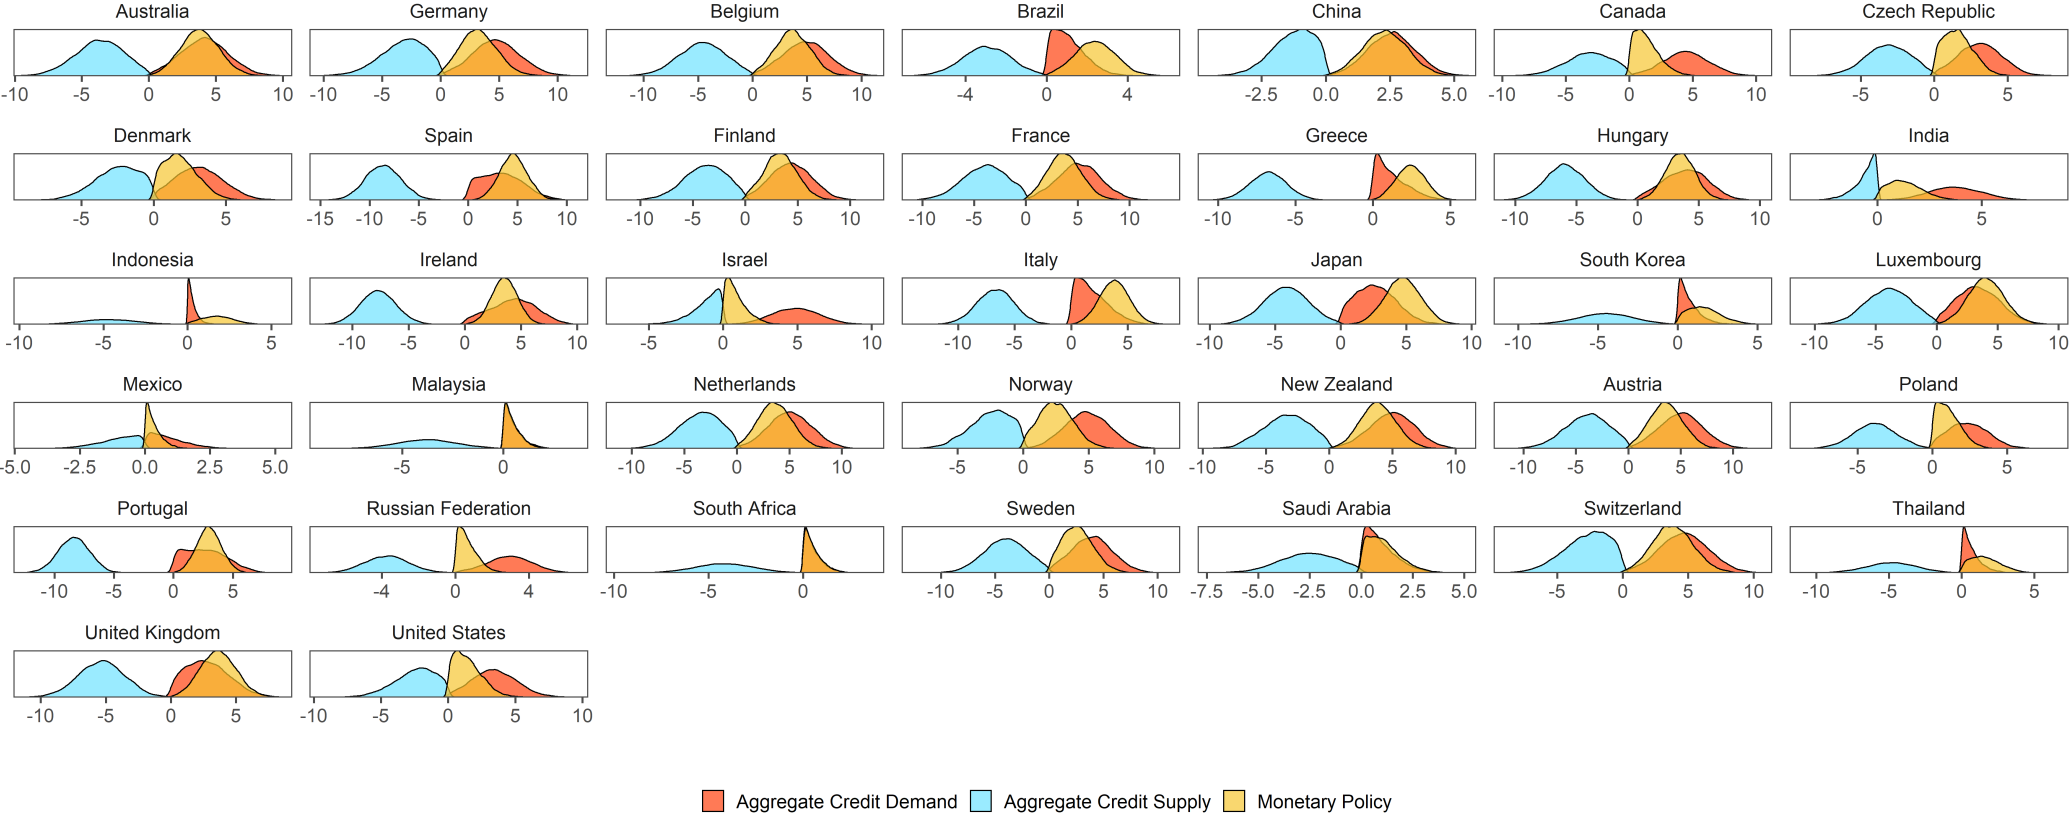 Australia Germany Belgium Brazil China Canada Czech Republic
-10 -5 0 5 10 -10 -5 0 5 10 -10 -5 0 5 10 -4 0 4 -2.5 0.0 2.5 5.0 -10 -5 0 5 10 -5 0 5
Denmark Spain Finland France Greece Hungary India
-5 0 5 -15 -10 -5 0 5 10 -10 -5 0 5 10 -10 -5 0 5 10 -10 -5 0 5 -10 -5 0 5 10 0 5
Indonesia Ireland Israel Italy Japan South Korea Luxembourg
-10 -5 0 5 -10 -5 0 5 10 -5 0 5 10 -10 -5 0 5 -10 -5 0 5 10 -10 -5 0 5 -10 -5 0 5 10
Mexico Malaysia Netherlands Norway New Zealand Austria Poland
-5.0 -2.5 0.0 2.5 5.0 -5 0 -10 -5 0 5 10 -5 0 5 10 -10 -5 0 5 10 -10 -5 0 5 10 -5 0 5
Portugal Russian Federation South Africa Sweden Saudi Arabia Switzerland Thailand
-10 -5 0 5 -4 0 4 -10 -5 0 -10 -5 0 5 10 -7.5 -5.0 -2.5 0.0 2.5 5.0 -5 0 5 10 -10 -5 0 5
United Kingdom United States
-10 -5 0 5 -10 -5 0 5 10
Aggregate Credit Demand Aggregate Credit Supply Monetary Policy